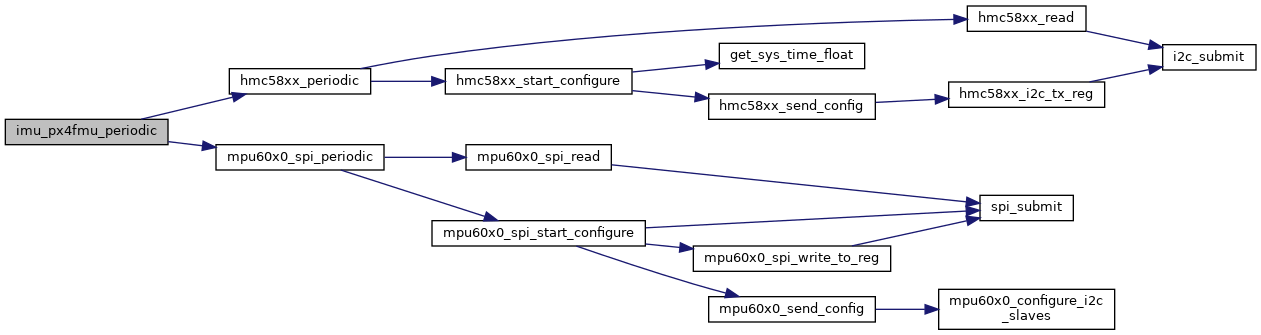 hmc58xx_read
i2c_submit
get_sys_time_float
hmc58xx_periodic
hmc58xx_start_configure
hmc58xx_i2c_tx_reg
hmc58xx_send_config
imu_px4fmu_periodic
mpu60x0_spi_periodic
mpu60x0_spi_read
spi_submit
mpu60x0_spi_start_configure
mpu60x0_spi_write_to_reg
mpu60x0_send_config
mpu60x0_configure_i2c
_slaves